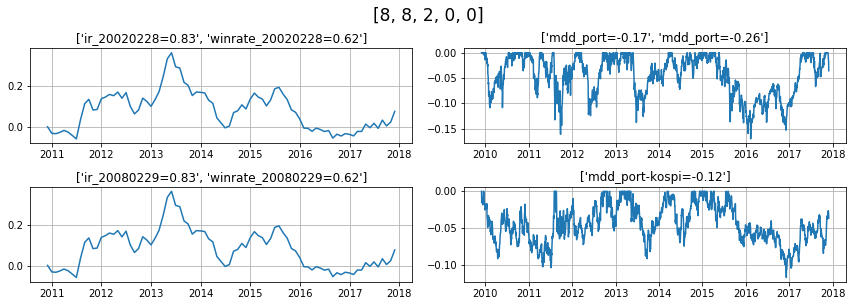 [8, 8, 2, 0, 0]
['ir_20020228=0.83', 'winrate_20020228=0.62']
0.2
0.0
2011 2012 2013 2014 2015 2016 2017 2018
['mdd_port=-0.17', 'mdd_port=-0.26']
0.00
−0.05
−0.10
−0.15
2010 2011 2012 2013 2014 2015 2016 2017 2018
['ir_20080229=0.83', 'winrate_20080229=0.62']
0.2
0.0
2011 2012 2013 2014 2015 2016 2017 2018
['mdd_port-kospi=-0.12']
0.00
−0.05
−0.10
2010 2011 2012 2013 2014 2015 2016 2017 2018